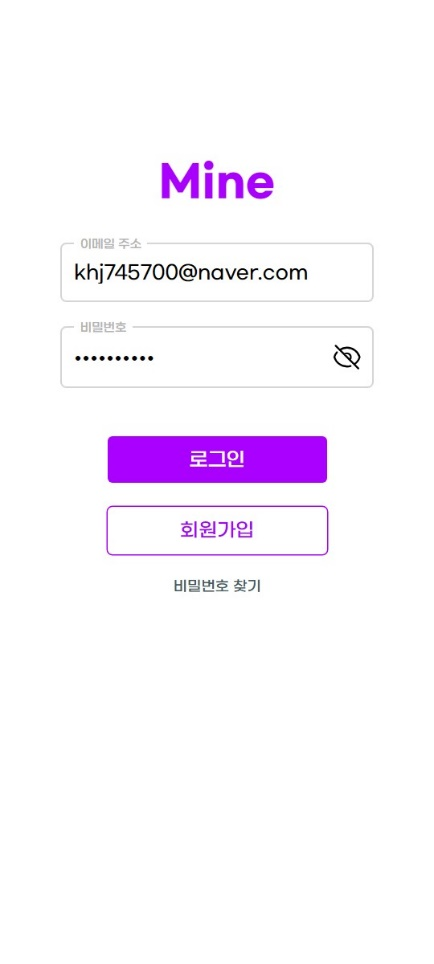 Mine
이메일 주소
khj745700@naver.com
비밀번호
••••••••••
로그인
회원가입
비밀번호 찾기